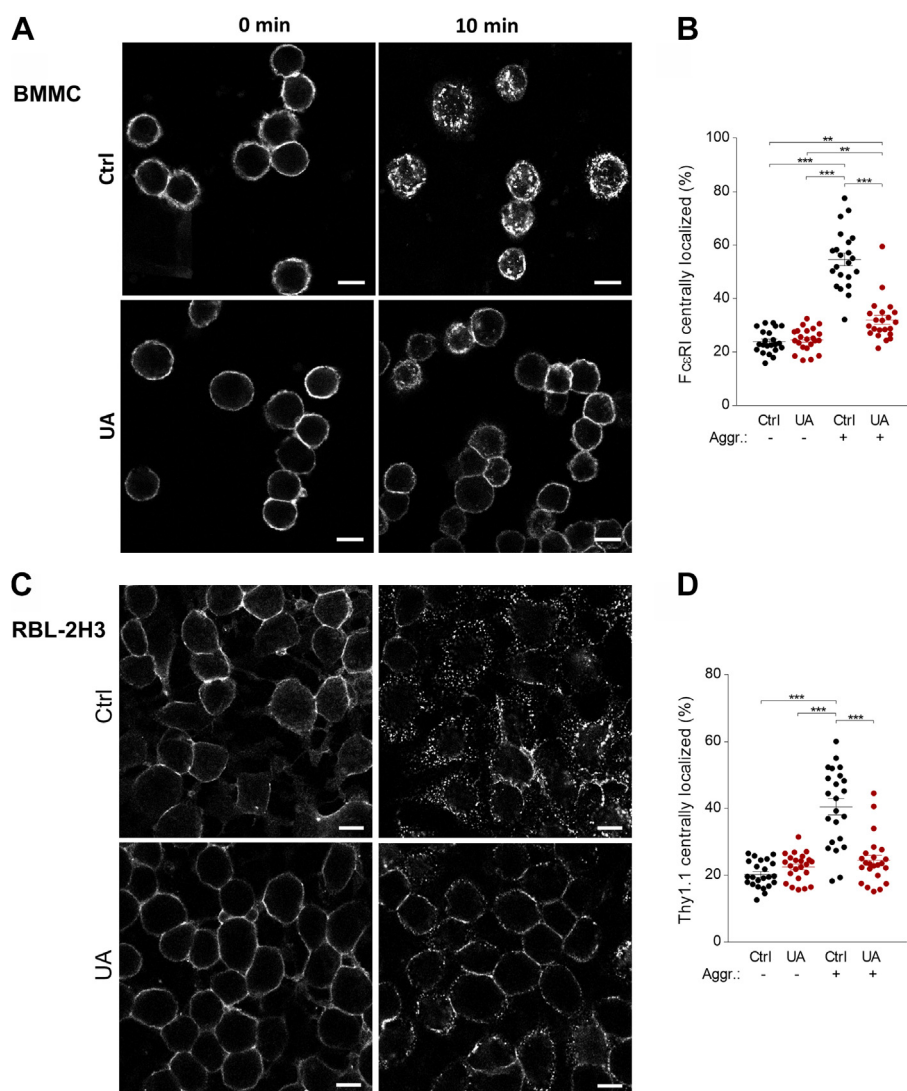 A
0 min
10 min
B
BMMC
Ctrl
UA
FcεRI centrally localized (%)
100
80
60
40
20
0
**
**
***
***
***
Ctrl UA Ctrl UA
Aggr.: - - + +
C
RBL-2H3
Ctrl
UA
D
Thy1.1 centrally localized (%)
80
60
40
20
0
***
***
***
Ctrl UA Ctrl UA
Aggr.: - - + +